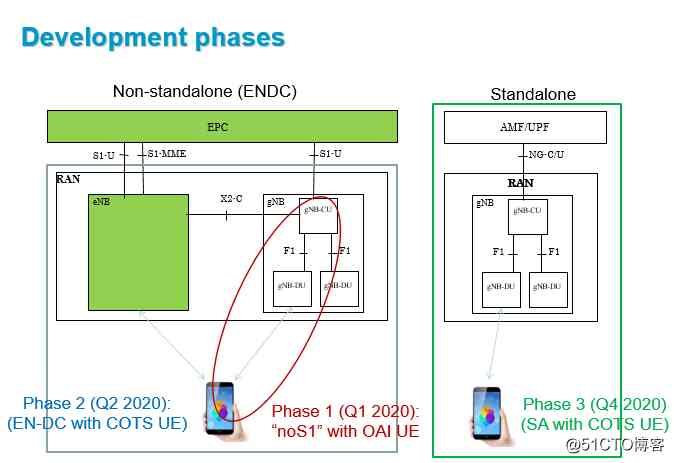 Development phases
Non-standalone (ENDC)
Standalone
EPC
AMF/UPF
S1-U
S1-MME
S1-U
NG-C/U
RAN
RAN
eNB
X2-C
gNB
gNB-CU
gNB
gNB-CU
F1
F1
F1
F1
gNB-DU
gNB-DU
gNB-DU
gNB-DU
Phase 2 (Q2 2020):
(EN-DC with COTS UE)
Phase 1 (Q1 2020):
“noS1” with OAI UE
Phase 3 (Q4 2020)
(SA with COTS UE)
@51CTO博客